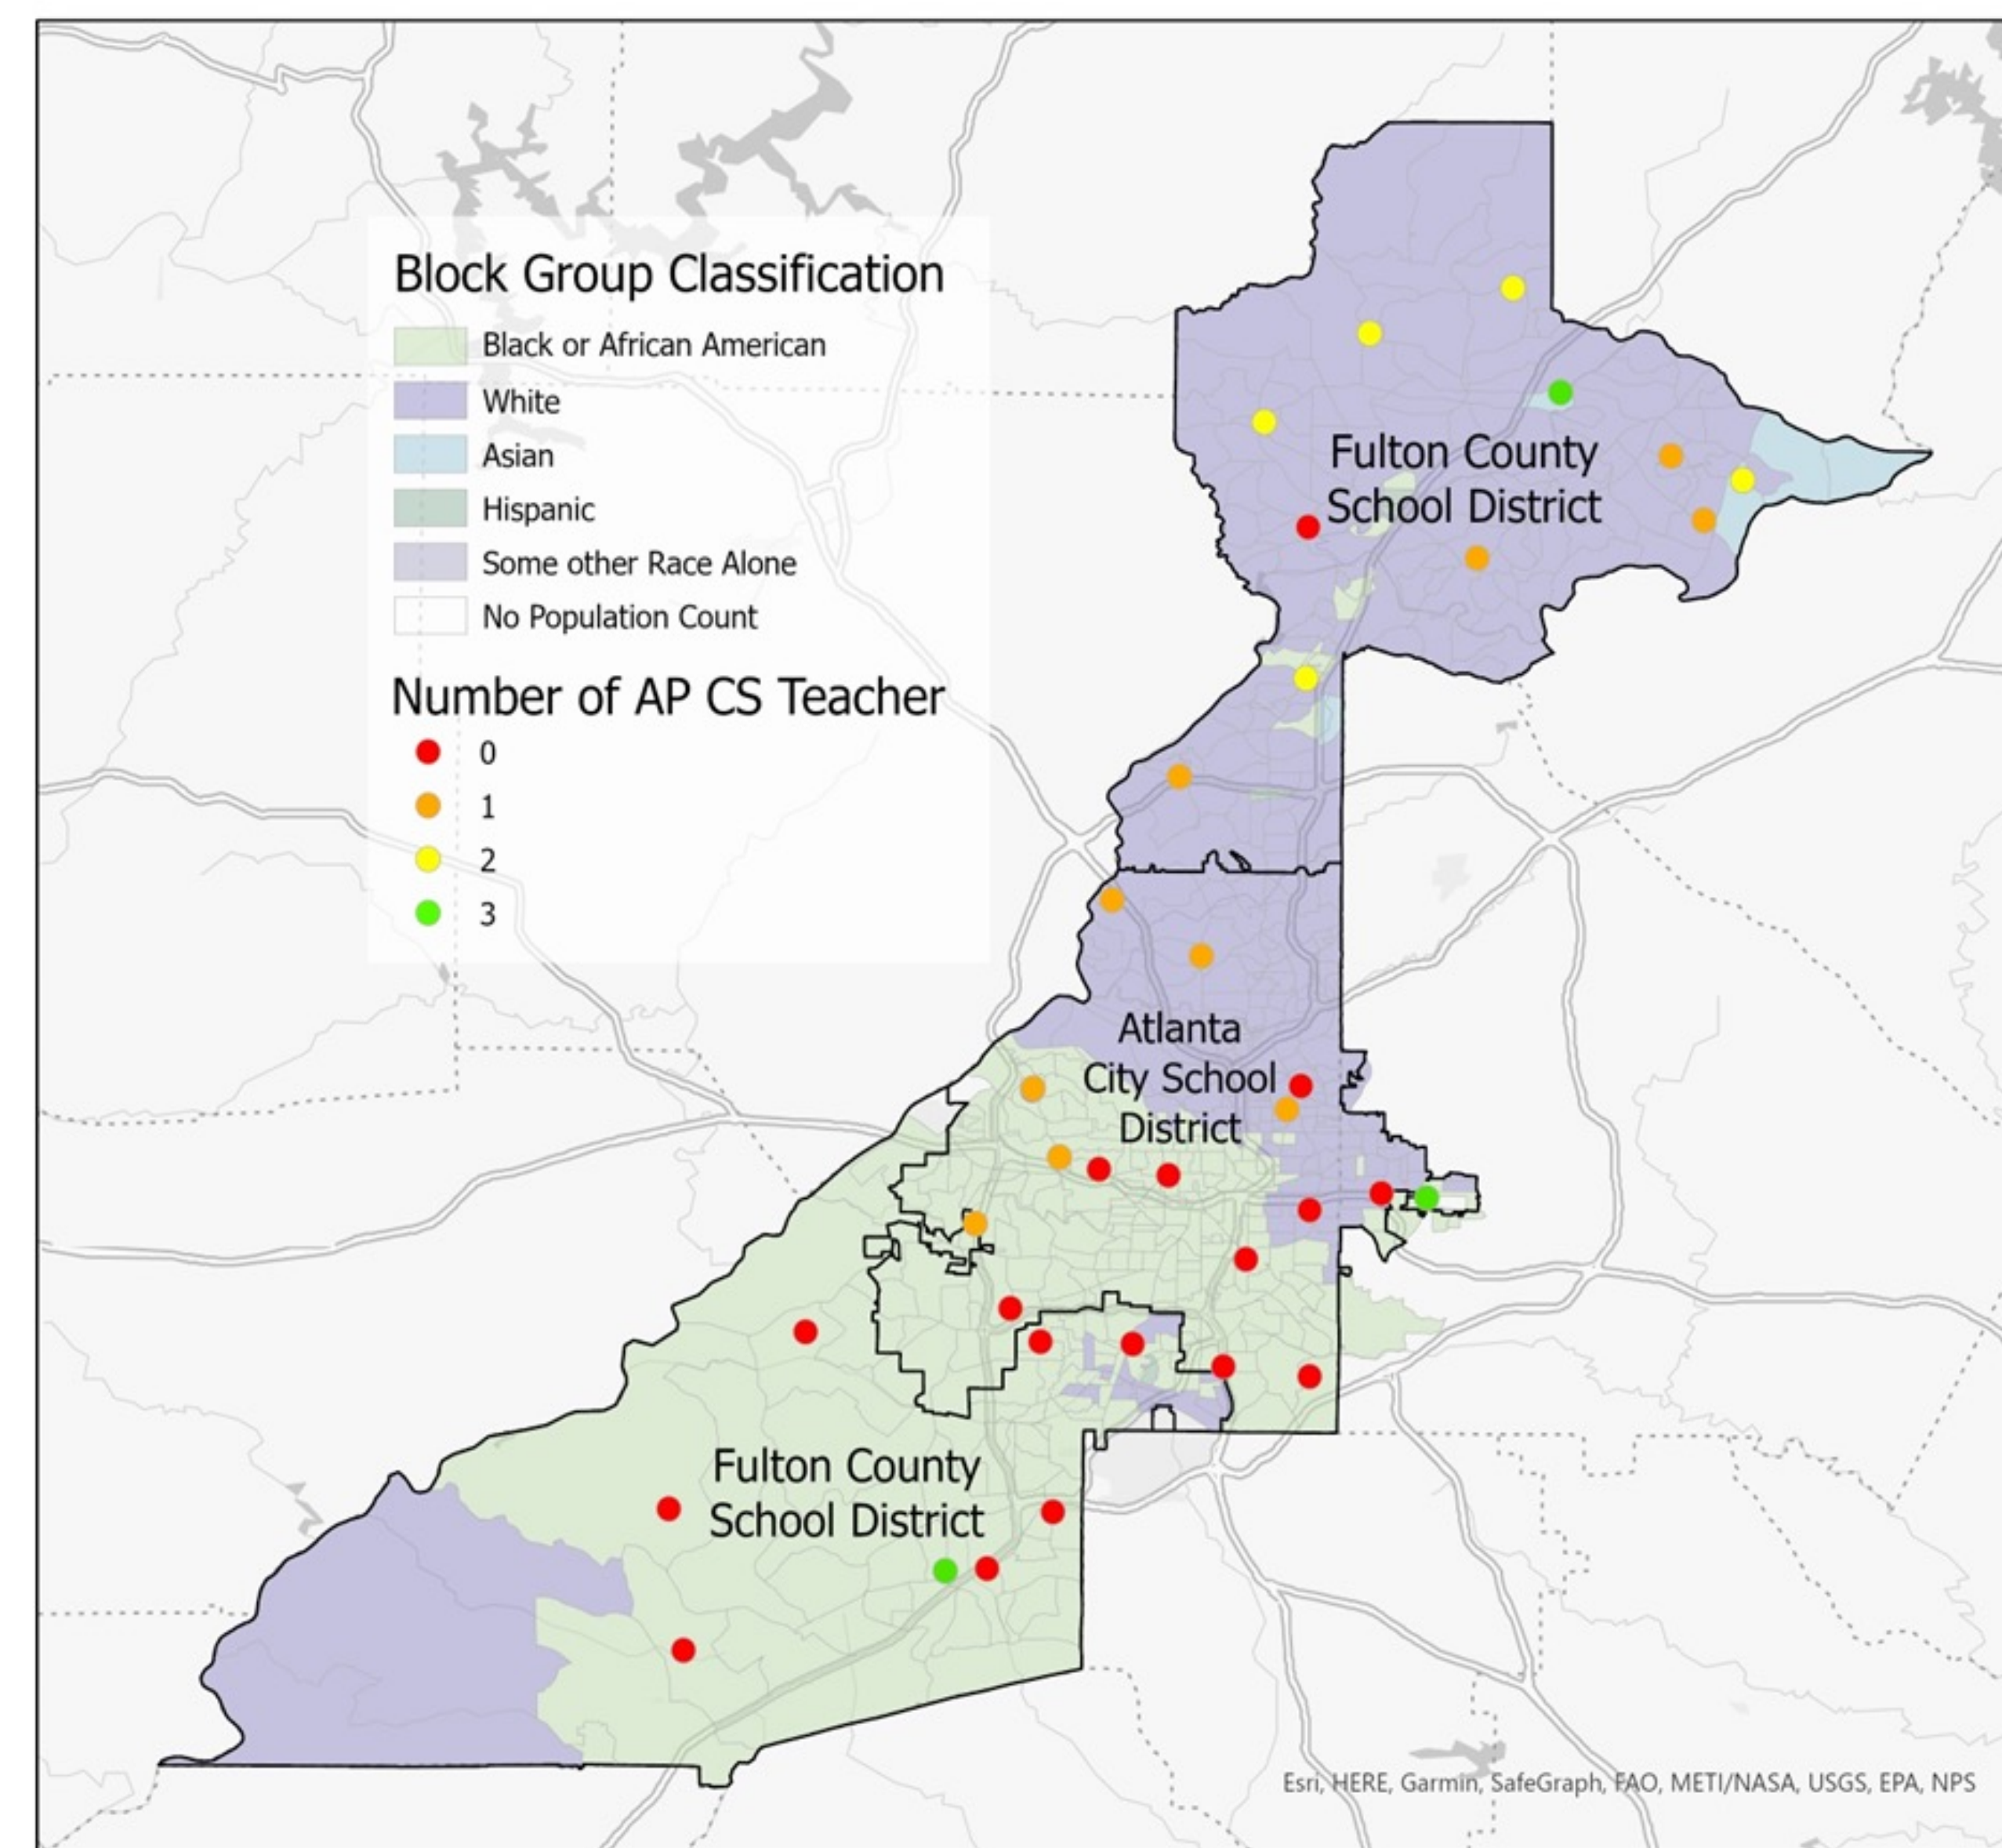 Block Group Classification
Black or African American
White
Asian
Hispanic
Some other Race Alone
No Population Count
Number of AP CS Teacher
0
1
2
3
Fulton County
School District
Atlanta
City School
District
Fulton County
School District
Esri, HERE, Garmin, SafeGraph, FAO, METI/NASA, USGS, EPA, NPS